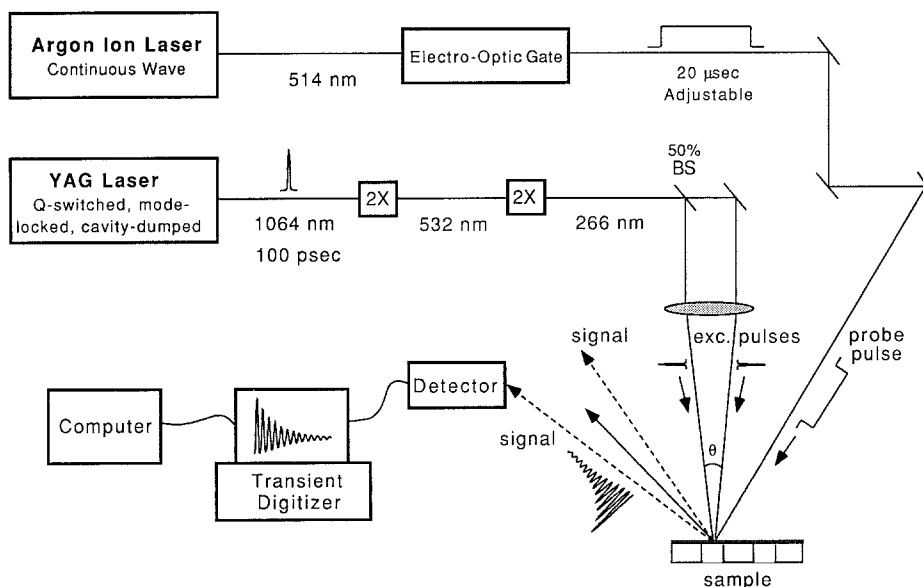 Argon Ion Laser
Continuous Wave
514 nm
Electro-Optic Gate
20 μsec
Adjustable
50%
BS
YAG Laser
Q-switched, mode-
locked, cavity-dumped
1064 nm
100 psec
2X
532 nm
2X
266 nm
signal
exc. pulses
probe
pulse
Detector
Computer
signal
θ
Transient
Digitizer
sample